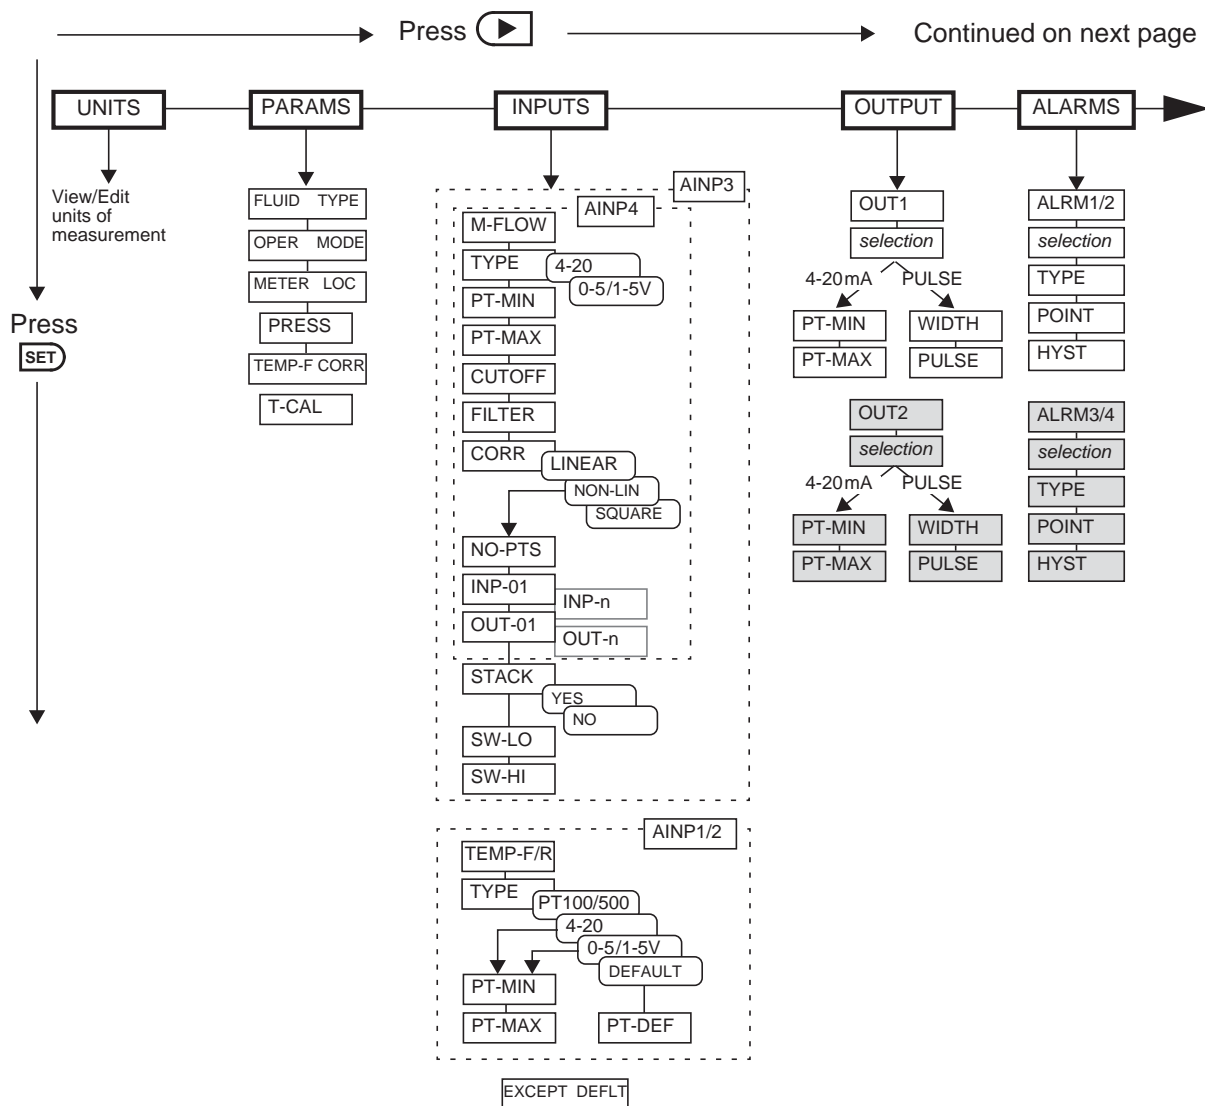 Press
Continued on next page
UNITS
PARAMS
INPUTS
OUTPUT
ALARMS
View/Edit
units of
measurement
Press
SET
FLUID TYPE
OPER MODE
METER LOC
PRESS
TEMP-F CORR
T-CAL
AINP3
AINP4
M-FLOW
TYPE
4-20
0-5/1-5V
PT-MIN
PT-MAX
CUTOFF
FILTER
CORR
LINEAR
NON-LIN
SQUARE
NO-PTS
INP-01
INP-n
OUT-01
OUT-n
STACK
YES
NO
SW-LO
SW-HI
AINP1/2
TEMP-F/R
TYPE
PT100/500
4-20
0-5/1-5V
DEFAULT
PT-MIN
PT-MAX
PT-DEF
EXCEPT DEFLT
OUT1
selection
4-20mA PULSE
PT-MIN WIDTH
PT-MAX PULSE
OUT2
selection
4-20mA PULSE
PT-MIN WIDTH
PT-MAX PULSE
ALRM1/2
selection
TYPE
POINT
HYST
ALRM3/4
selection
TYPE
POINT
HYST